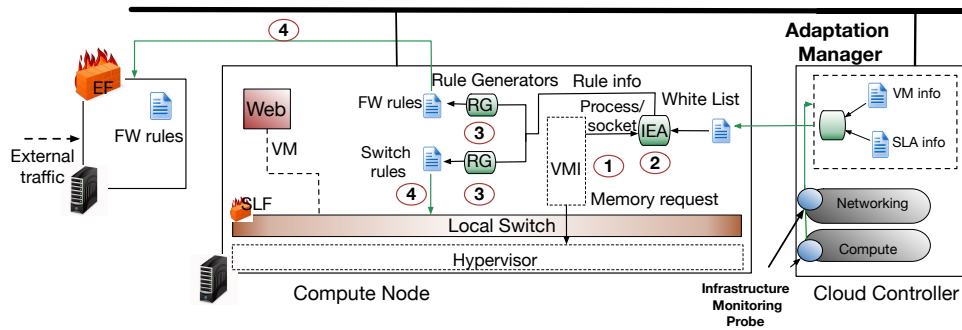 4
Adaptation
Manager
EF
FW rules
External
traffic
Web
VM
Rule Generators
FW rules
RG
3
Switch
rules
RG
4
3
Rule info
Process/
socket
White List
IEA
1
2
VMI
Memory request
SLF
Local Switch
Hypervisor
Compute Node
VM info
SLA info
Networking
Compute
Infrastructure
Monitoring
Probe
Cloud Controller